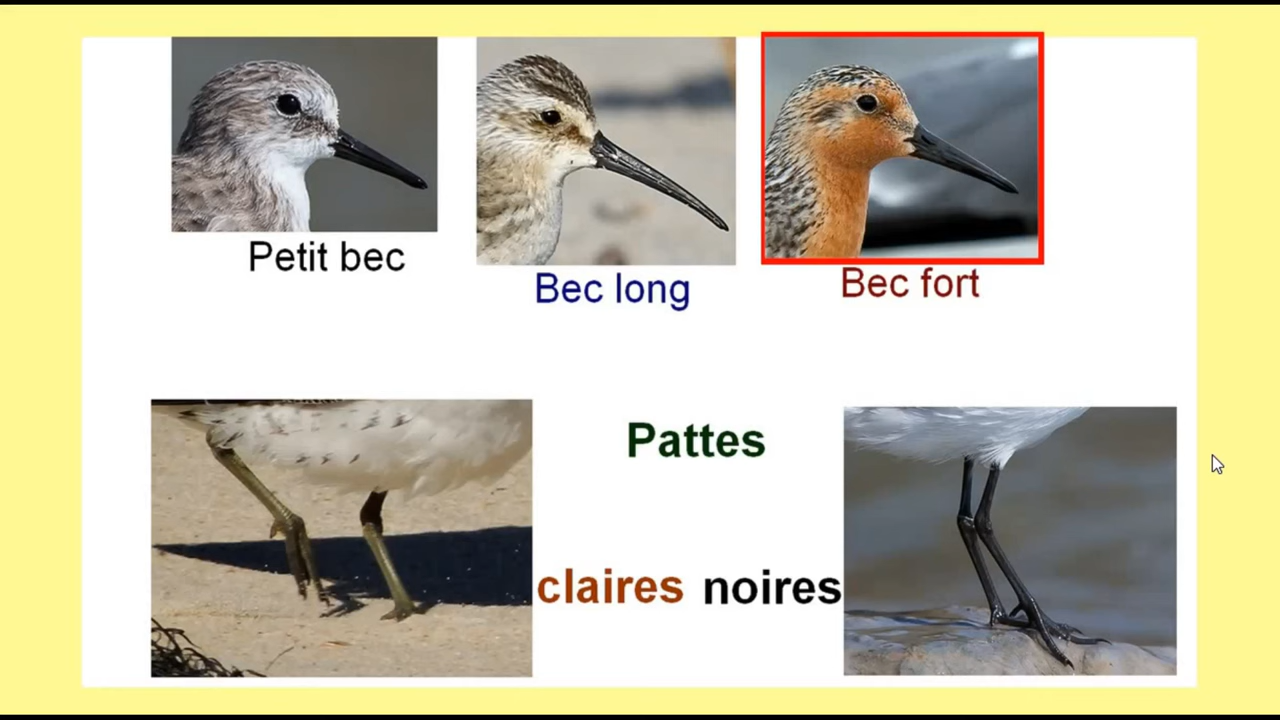 Petit bec
Bec long
Bec fort
Pattes
claires noires